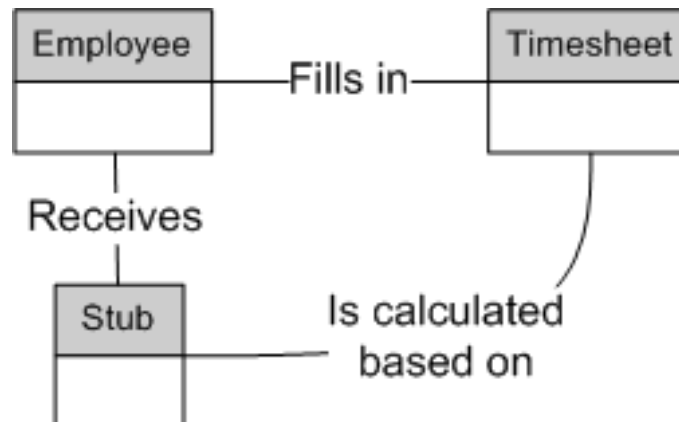 Employee
Timesheet
Fills in
Receives
Stub
Is calculated
based on